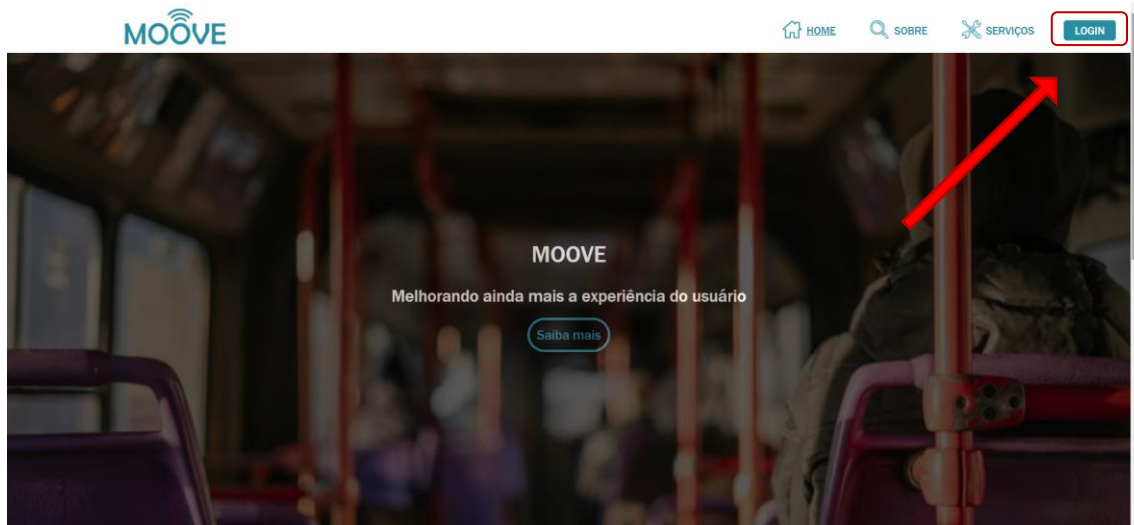 MOOVE
HOME
SOBRE
SERVIÇOS
LOGIN
MOOVE
Melhorando ainda mais a experiência do usuário
Saiba mais